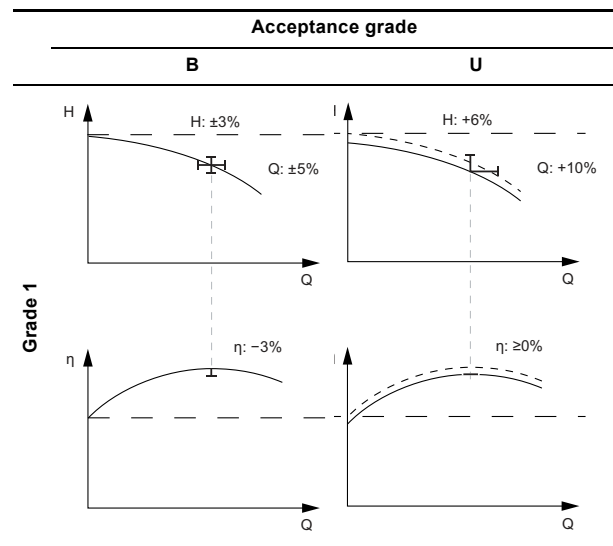 Acceptance grade
B U
Grade 1
H
H: ±3%
Q: ±5%
Q
H: +6%
Q: +10%
Q
η
η: −3%
Q
η: ≥0%
Q